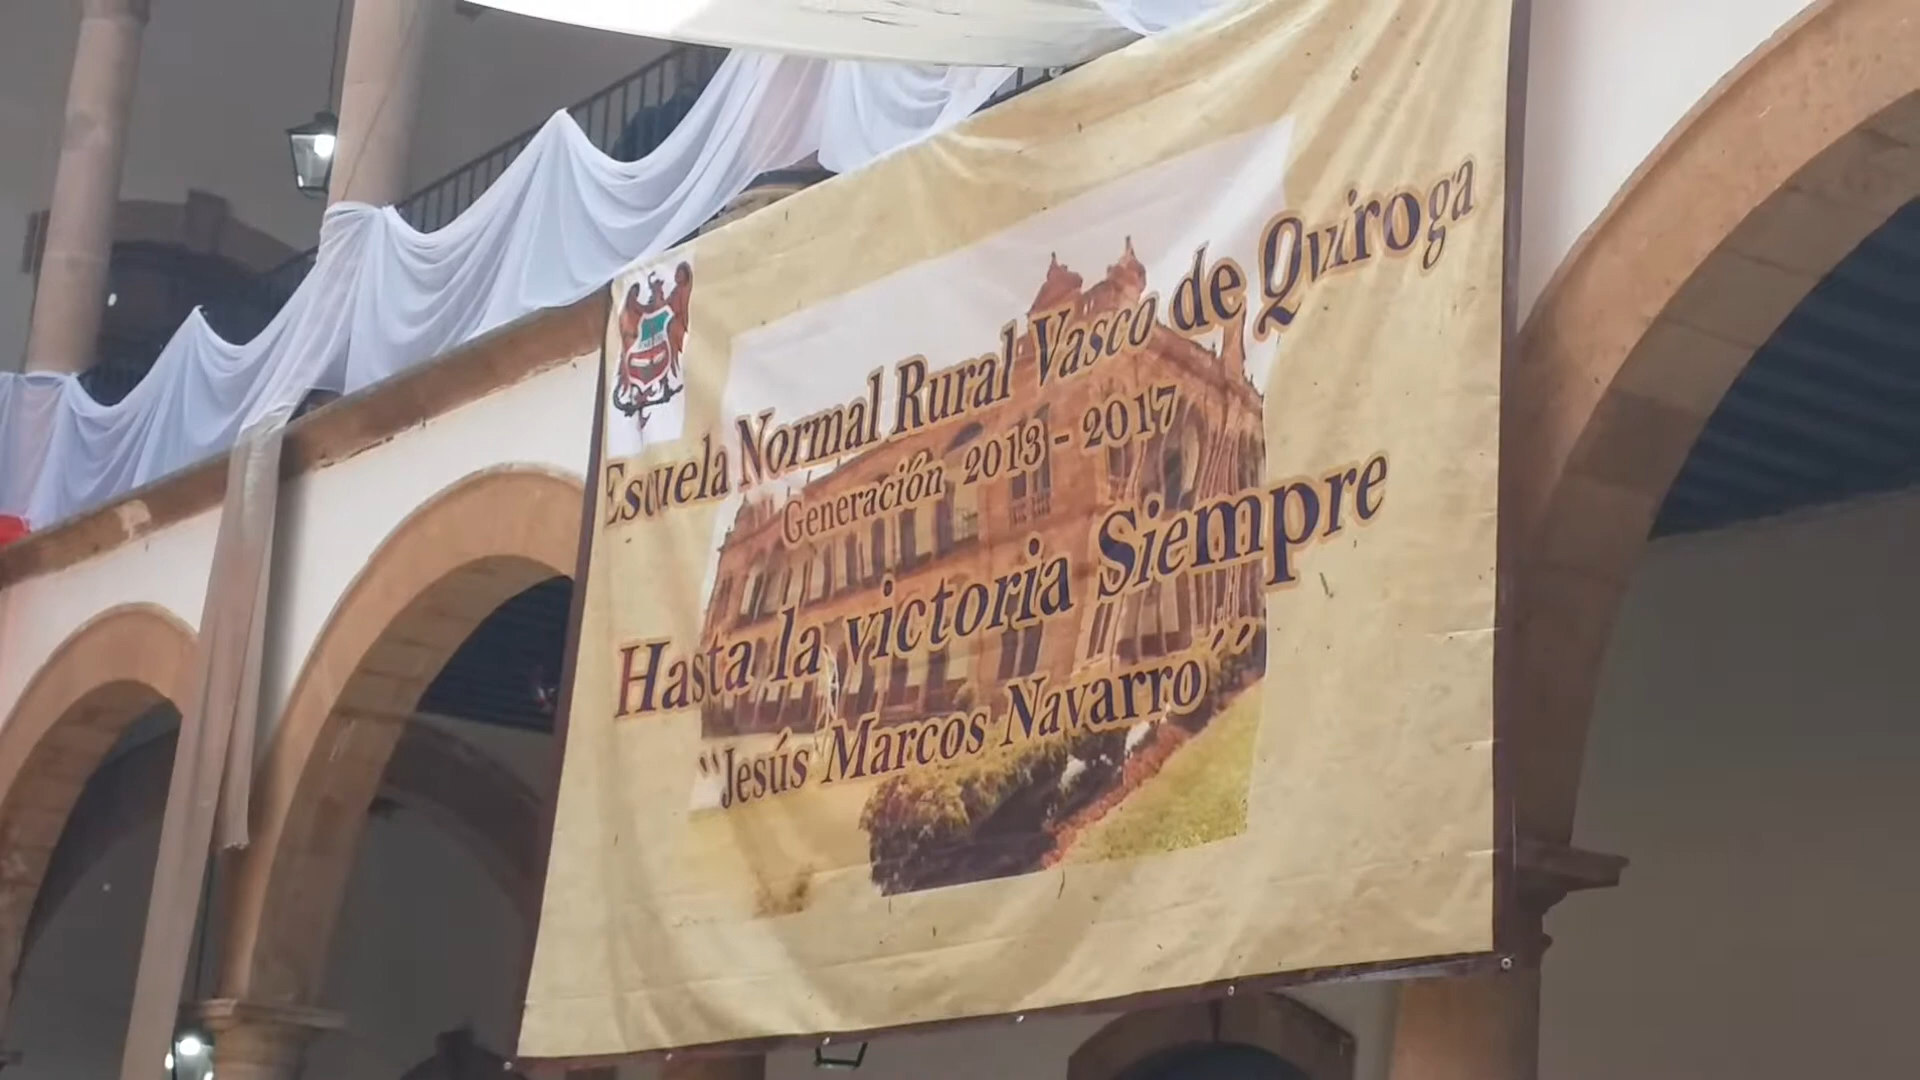 Escuela Normal Rural Vasco de Quiroga
Generación 2013 - 2017
Hasta la victoria Siempre
``Jesús Marcos Navarro´´